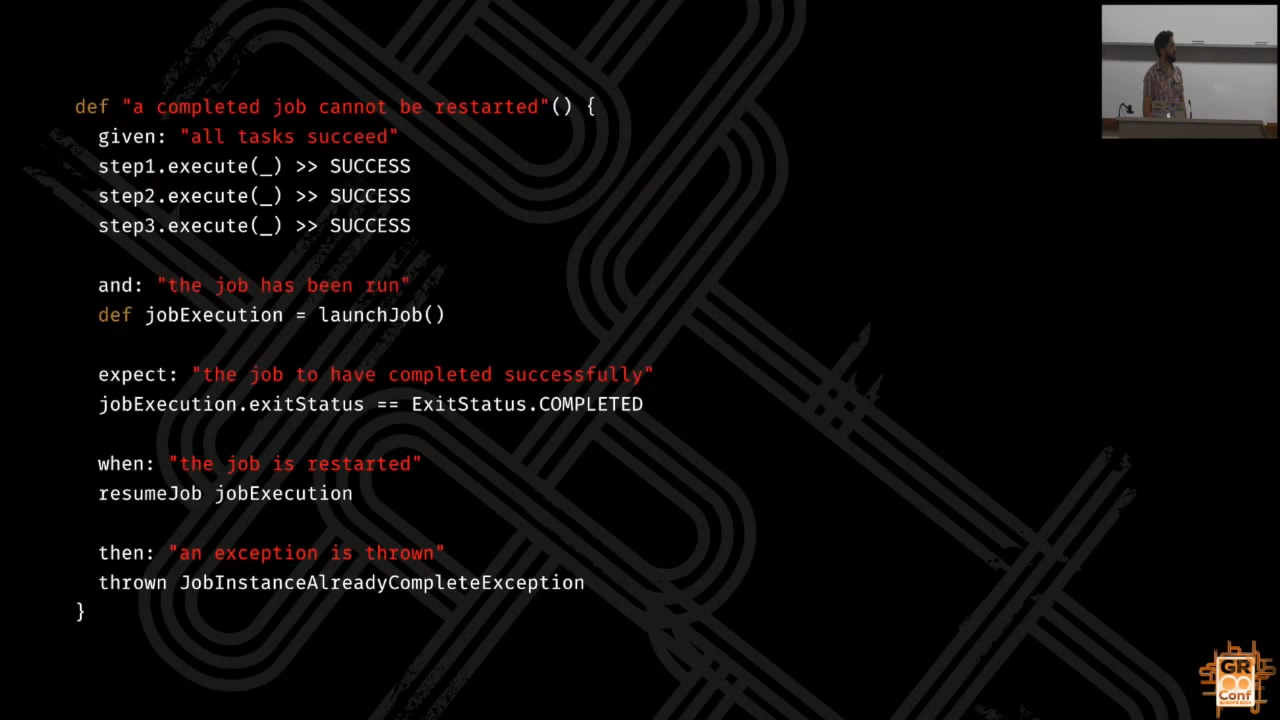 def "a completed job cannot be restarted"() {
given: "all tasks succeed"
step1.execute(_) >> SUCCESS
step2.execute(_) >> SUCCESS
step3.execute(_) >> SUCCESS
and: "the job has been run"
def jobExecution = launchJob()
expect: "the job to have completed successfully"
jobExecution.exitStatus == ExitStatus.COMPLETED
when: "the job is restarted"
resumeJob jobExecution
then: "an exception is thrown"
thrown JobInstanceAlreadyCompleteException
}
GR
Conf